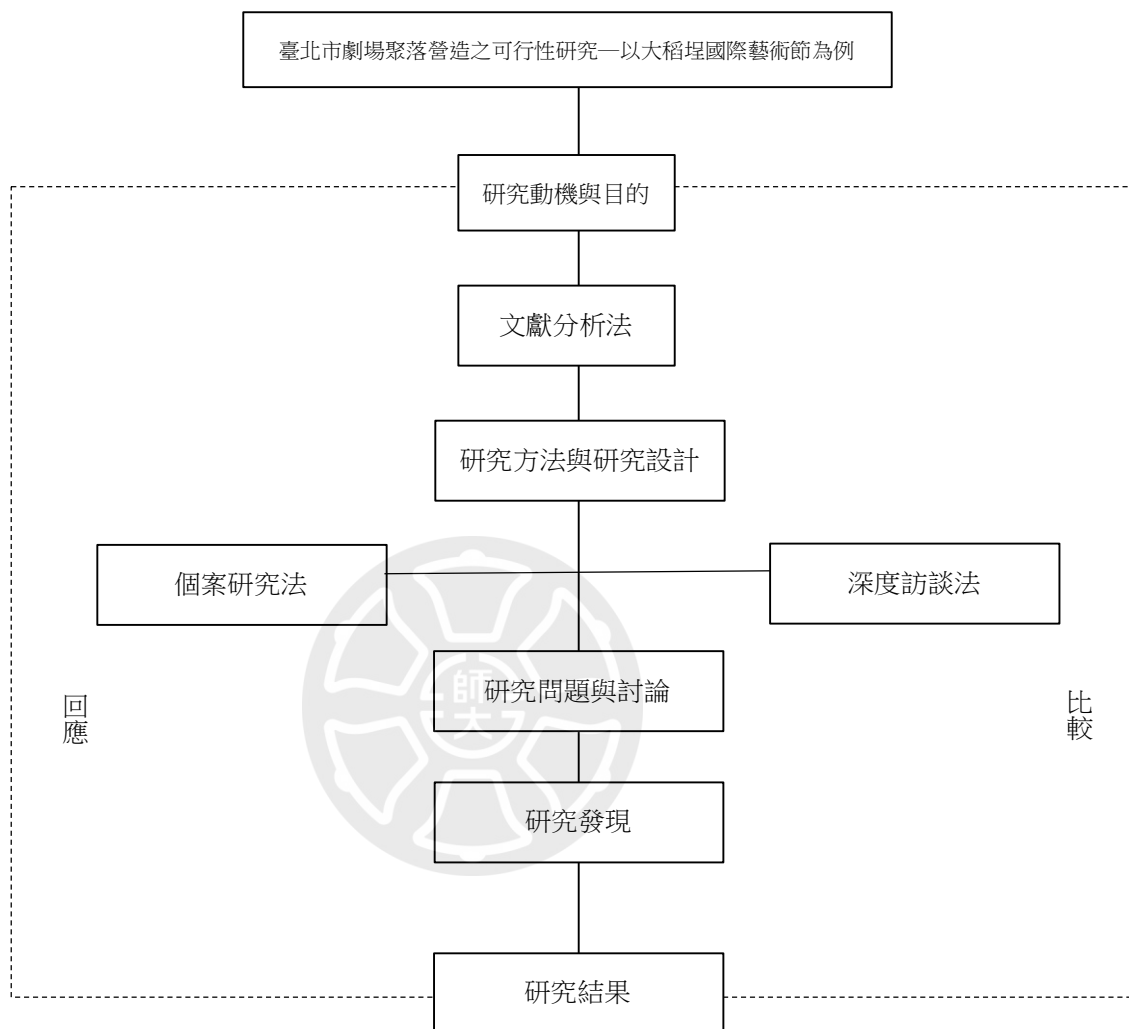 臺北市劇場聚落營造之可行性研究─以大稻埕國際藝術節為例
研究動機與目的
文獻分析法
研究方法與研究設計
個案研究法
深度訪談法
研究問題與討論
師大
回應
比較
研究發現
研究結果